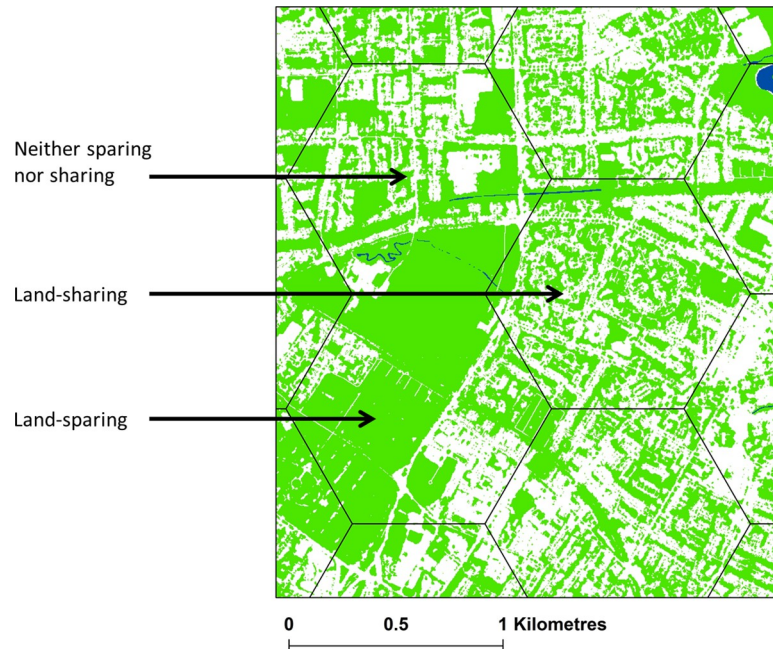 Neither sparing
nor sharing
Land-sharing
Land-sparing
0 0.5 1 Kilometres